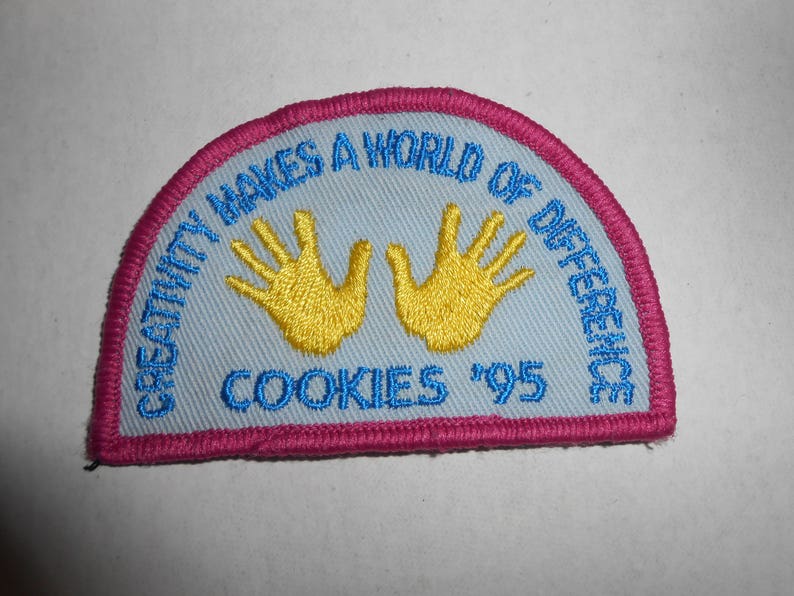 CREATIVITY MAKES A WORLD OF DIFFERENCE
COOKIES '95